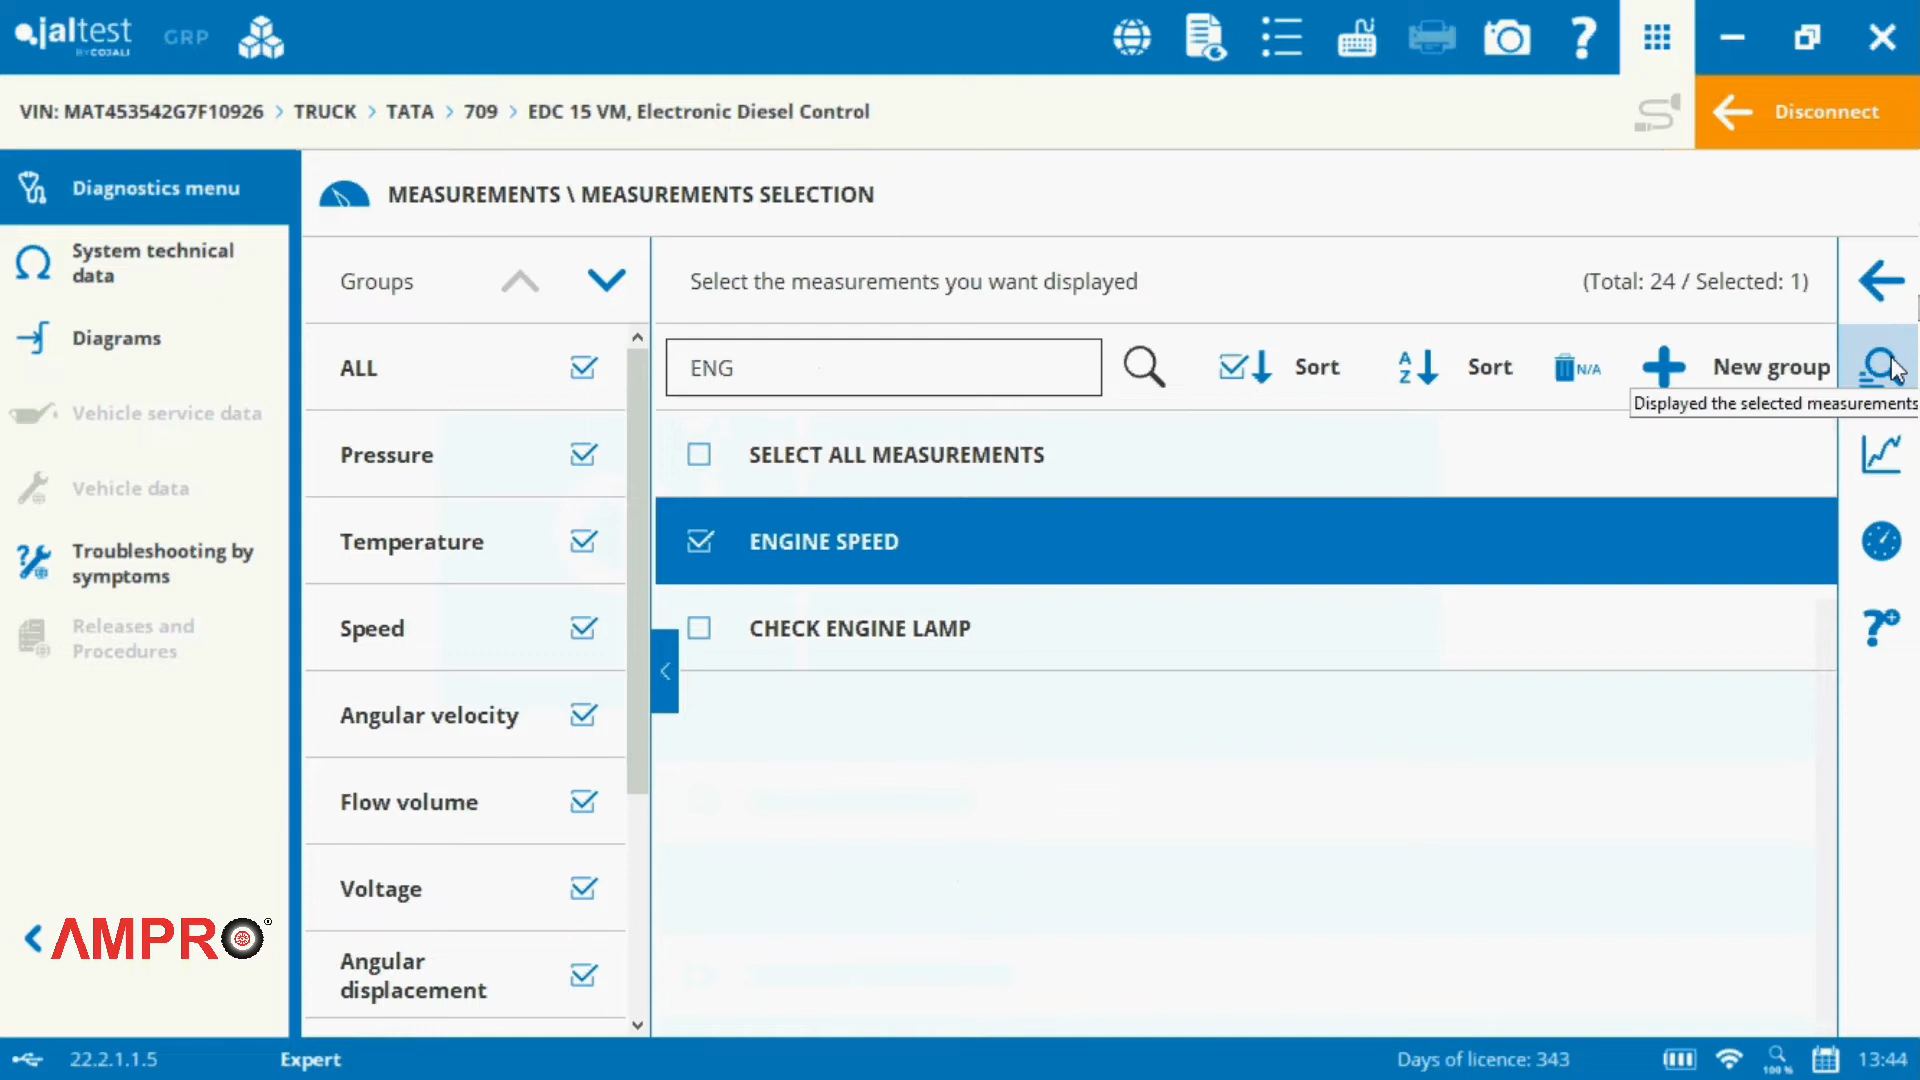 jaltest
BY COJALI
GRP
VIN: MAT453542G7F10926 > TRUCK > TATA > 709 > EDC 15 VM, Electronic Diesel Control
Disconnect
Diagnostics menu
System technical
data
Diagrams
Vehicle service data
Vehicle data
Troubleshooting by
symptoms
Releases and
Procedures
AMPRO
MEASUREMENTS \ MEASUREMENTS SELECTION
Groups
ALL
Pressure
Temperature
Speed
Angular velocity
Flow volume
Voltage
Angular
displacement
Select the measurements you want displayed
(Total: 24 / Selected: 1)
ENG
Sort
A
Z
Sort
N/A
New group
Displayed the selected measurements
SELECT ALL MEASUREMENTS
ENGINE SPEED
CHECK ENGINE LAMP
22.2.1.1.5
Expert
Days of licence: 343
100 %
13:44